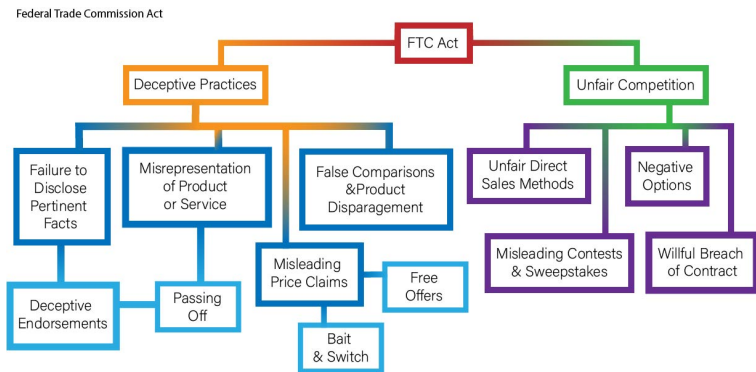 Federal Trade Commission Act
FTC Act
Deceptive Practices
Unfair Competition
Failure to
Disclose
Pertinent
Facts
Misrepresentation
of Product
or Service
False Comparisons
&Product
Disparagement
Unfair Direct
Sales Methods
Negative
Options
Misleading
Price Claims
Misleading Contests
& Sweepstakes
Willful Breach
of Contract
Deceptive
Endorsements
Passing
Off
Free
Offers
Bait
& Switch